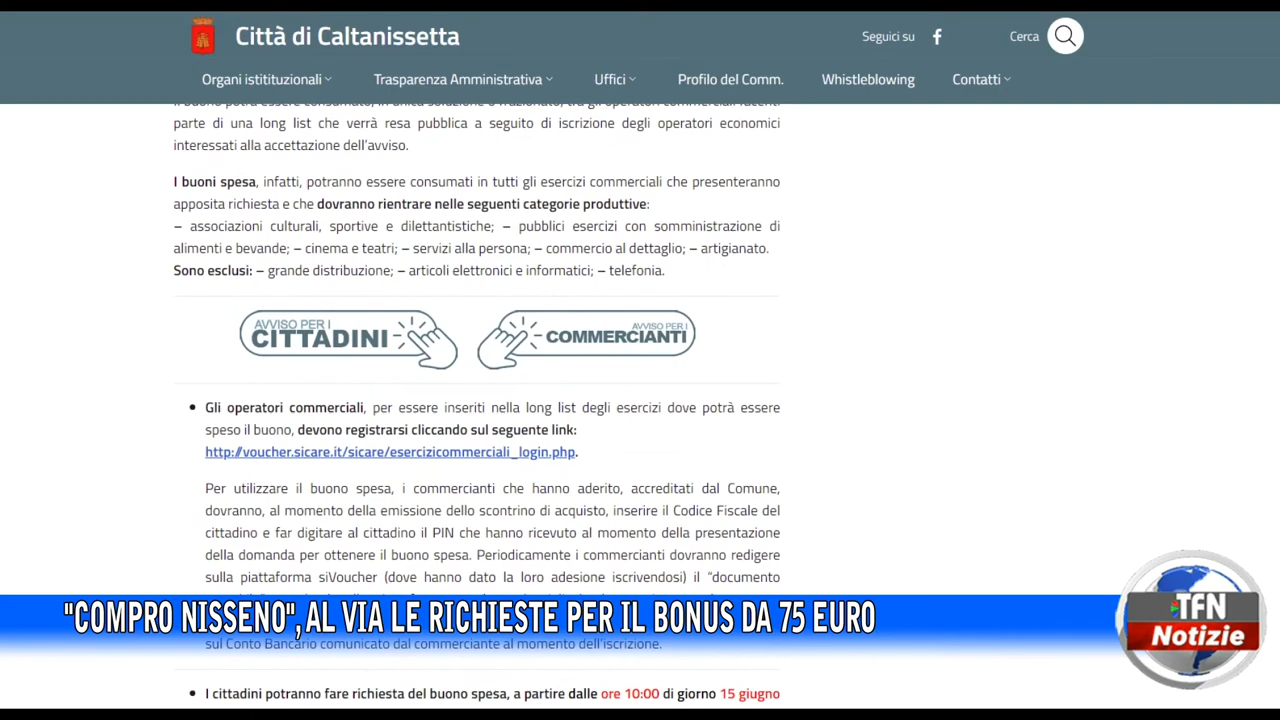 Città di Caltanissetta
Seguici su
Cerca
Organi istitituzionali
Trasparenza Amministrativa
Uffici
Profilo del Comm.
Whistleblowing
Contatti
parte di una long list che verrà resa pubblica a seguito di iscrizione degli operatori economici
interessati alla accettazione dell'avviso.
I buoni spesa, infatti, potranno essere consumati in tutti gli esercizi commerciali che presenteranno
apposita richiesta e che dovranno rientrare nelle seguenti categorie produttive:
– associazioni culturali, sportive e dilettantistiche; – pubblici esercizi con somministrazione di
alimenti e bevande; – cinema e teatri; – servizi alla persona; – commercio al dettaglio; – artigianato.
Sono esclusi: – grande distribuzione; – articoli elettronici e informatici; – telefonia.
AVVISO PER I
CITTADINI
AVVISO PER I
COMMERCIANTI
• Gli operatori commerciali, per essere inseriti nella long list degli esercizi dove potrà essere
speso il buono, devono registrarsi cliccando sul seguente link:
http://voucher.sicare.it/sicare/esercizicommerciali_login.php.
Per utilizzare il buono spesa, i commercianti che hanno aderito, accreditati dal Comune,
dovranno, al momento della emissione dello scontrino di acquisto, inserire il Codice Fiscale del
cittadino e far digitare al cittadino il PIN che hanno ricevuto al momento della presentazione
della domanda per ottenere il buono spesa. Periodicamente i commercianti dovranno redigere
sulla piattaforma siVoucher (dove hanno dato la loro adesione iscrivendosi) il “documento
"COMPRO NISSENO", AL VIA LE RICHIESTE PER IL BONUS DA 75 EURO
TFN
Notizie
sul Conto Bancario comunicato dal commerciante al momento dell'iscrizione.
• I cittadini potranno fare richiesta del buono spesa, a partire dalle ore 10:00 di giorno 15 giugno